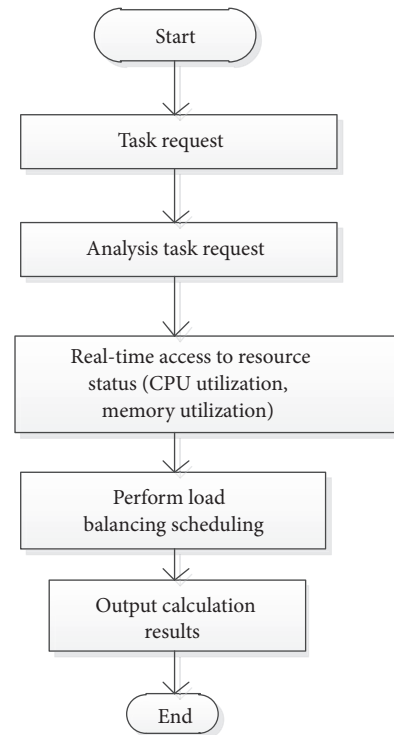 Start
Task request
Analysis task request
Real-time access to resource
status (CPU utilization,
memory utilization)
Perform load
balancing scheduling
Output calculation
results
End